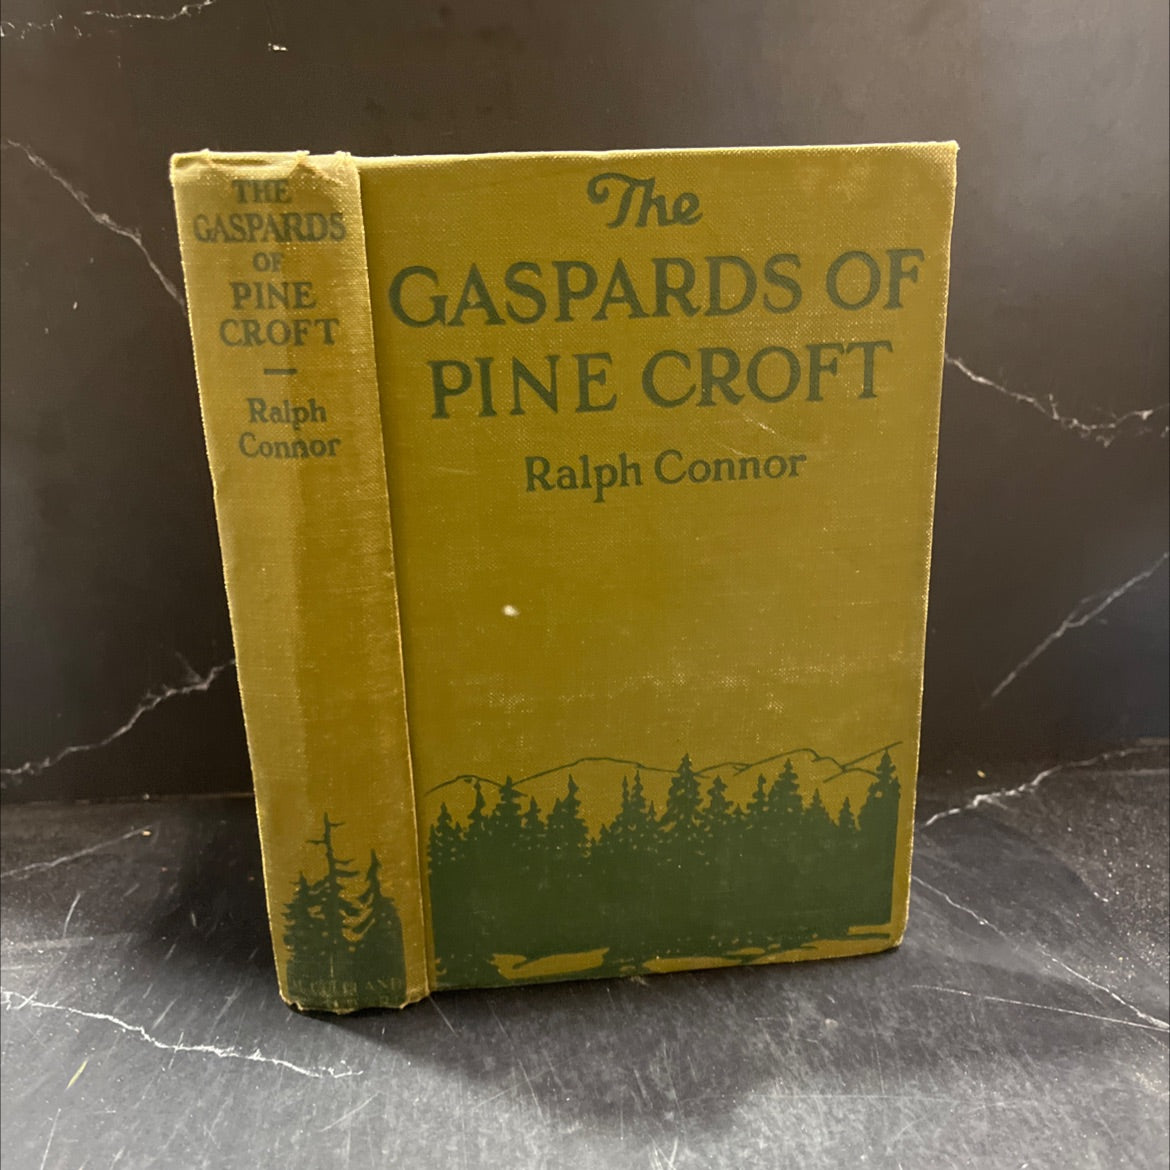 THE
GASPARDS
OF
PINE
CROFT
Ralph
Connor
The
GASPARDS OF
PINE CROFT
Ralph Connor